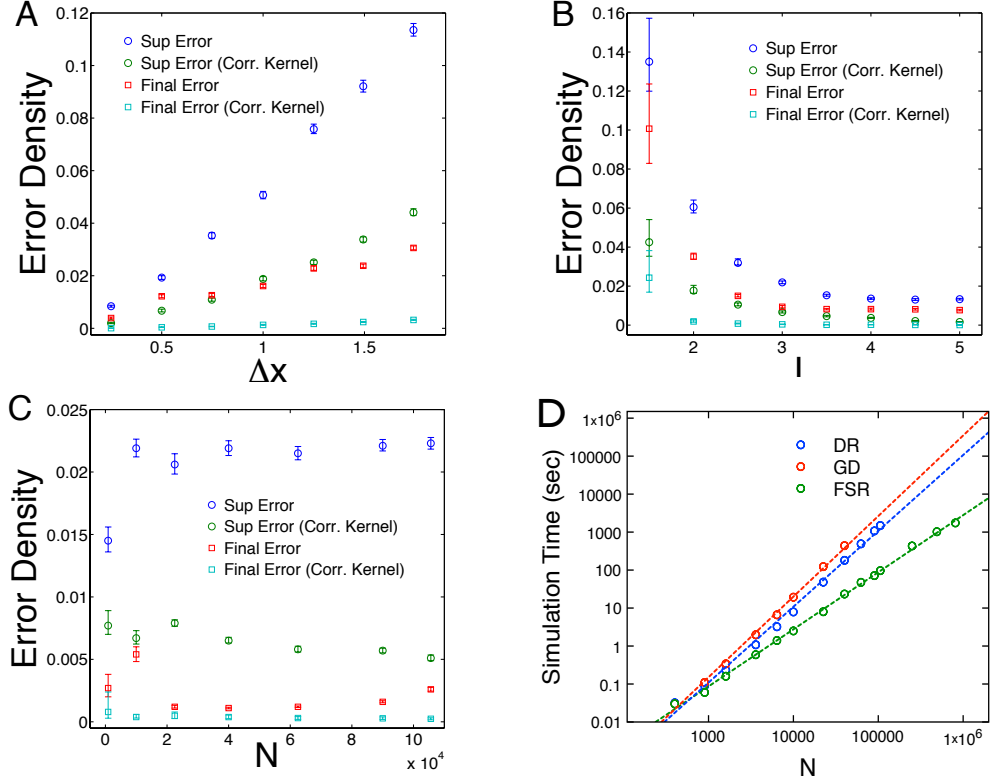 A
Error Density
0.12
0.1
0.08
0.06
0.04
0.02
0
Sup Error
Sup Error (Corr. Kernel)
Final Error
Final Error (Corr. Kernel)
0.5
1
1.5
Δx
B
Error Density
0.16
0.14
0.12
0.1
0.08
0.06
0.04
0.02
0
Sup Error
Sup Error (Corr. Kernel)
Final Error
Final Error (Corr. Kernel)
2
3
4
5
l
C
Error Density
0.025
0.02
0.015
0.01
0.005
0
Sup Error
Sup Error (Corr. Kernel)
Final Error
Final Error (Corr. Kernel)
0
2
4
6
8
10
x 10⁴
N
D
Simulation Time (sec)
1x10⁶
100000
10000
1000
100
10
1
0.1
0.01
DR
GD
FSR
1000
10000
100000
1x10⁶
N